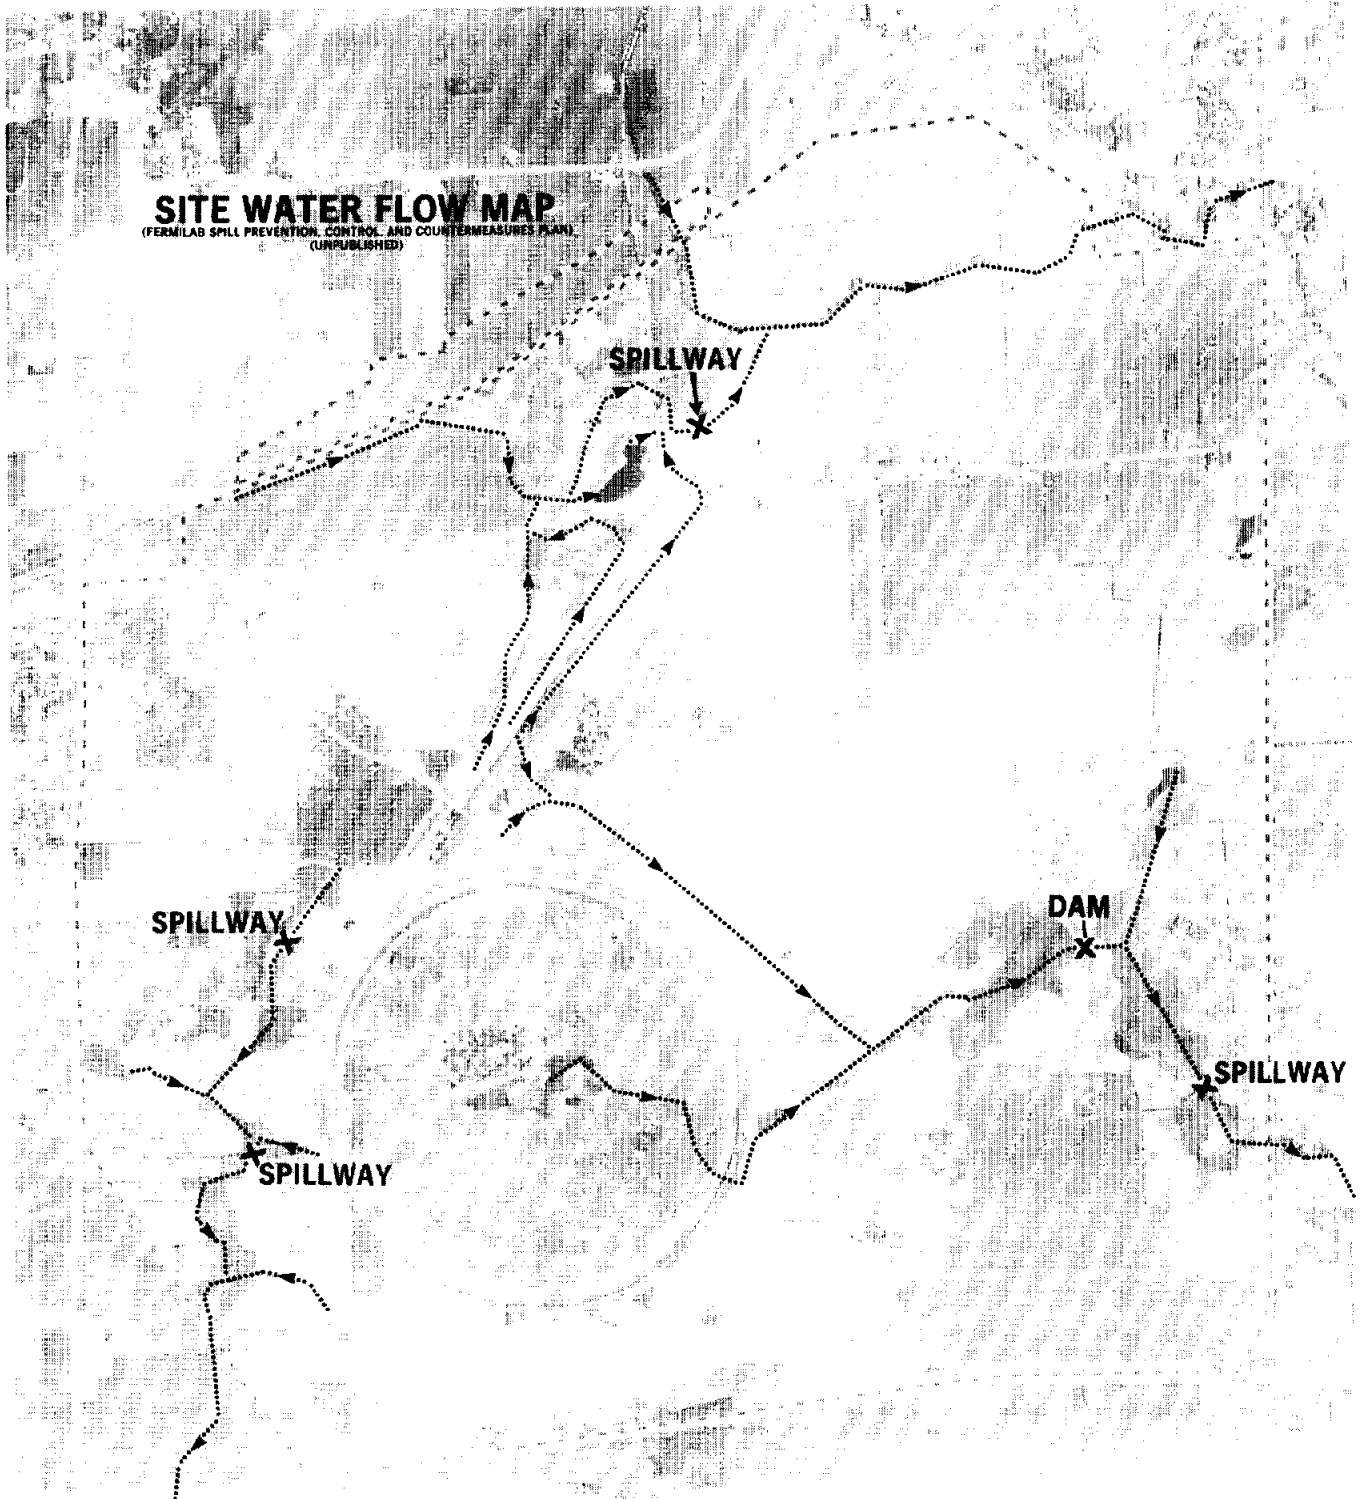 SITE WATER FLOW MAP
(FERMILAB SPILL PREVENTION, CONTROL, AND COUNTERMEASURES PLAN)
(UNPUBLISHED)
SPILLWAY
DAM
SPILLWAY
SPILLWAY
SPILLWAY